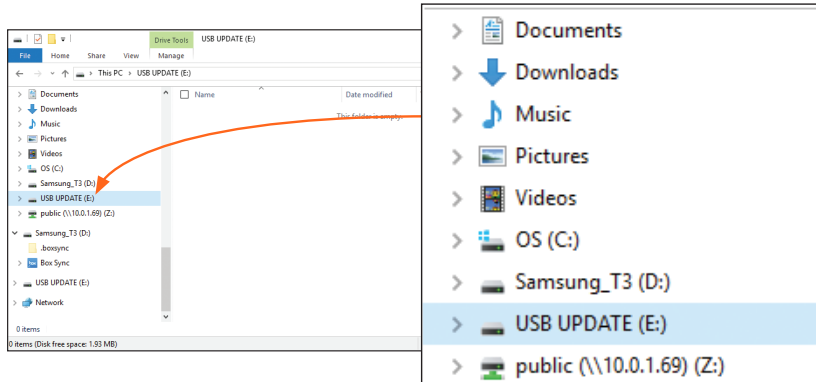 Drive Tools USB UPDATE (E:)
File Home Share View Manage
This PC > USB UPDATE (E:)
Name Date modified
This folder is empty.
Documents
Downloads
Music
Pictures
Videos
OS (C:)
Samsung_T3 (D:)
USB UPDATE (E:)
public (\\10.0.1.69) (Z:)
Samsung_T3 (D:)
.boxsync
Box Sync
USB UPDATE (E:)
Network
0 items
0 items (Disk free space: 1.93 MB)
Documents
Downloads
Music
Pictures
Videos
OS (C:)
Samsung_T3 (D:)
USB UPDATE (E:)
public (\\10.0.1.69) (Z:)